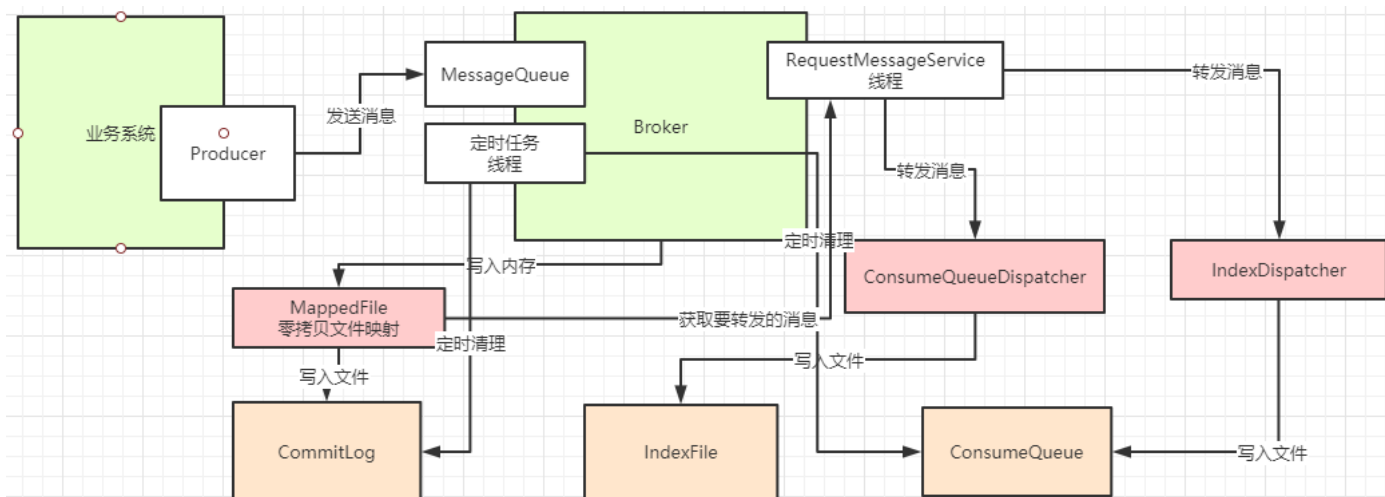 业务系统
Producer
发送消息
MessageQueue
定时任务
线程
Broker
RequestMessageService
线程
转发消息
转发消息
定时清理
写入内存
MappedFile
零拷贝文件映射
获取要转发的消息
ConsumeQueueDispatcher
IndexDispatcher
定时清理
写入文件
写入文件
CommitLog
IndexFile
ConsumeQueue
写入文件